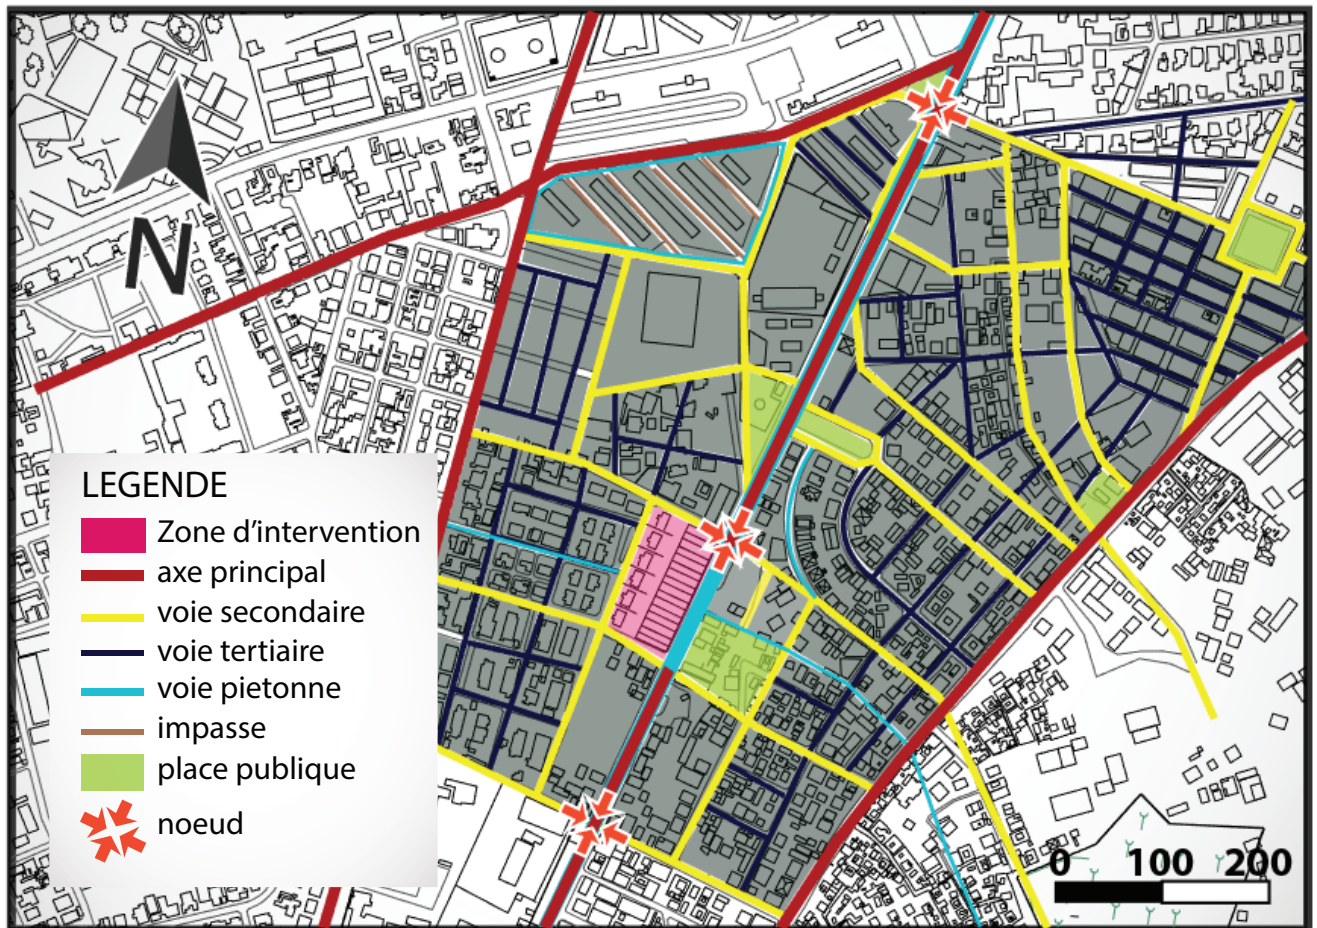 N
LEGENDE
Zone d'intervention
axe principal
voie secondaire
voie tertiaire
voie pietonne
impasse
place publique
noeud
0 100 200